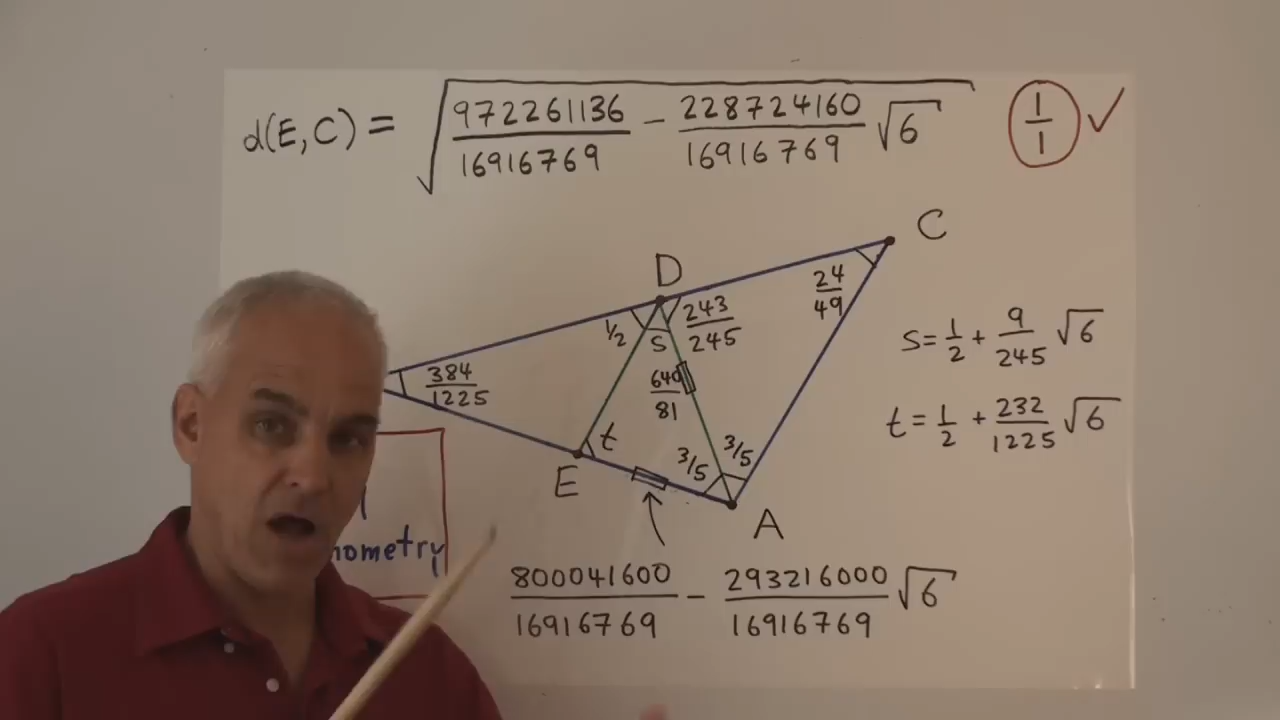 d(E,C) = √(972261136/16916769 − 228724160/16916769 √6) 1/1 ✓
C
D
1/2 S 243/245 24/49
384/1225 640/81
s = 1/2 + 9/245 √6
t = 1/2 + 232/1225 √6
t 3/5 3/5
E A
nometry
800041600/16916769 − 293216000/16916769 √6